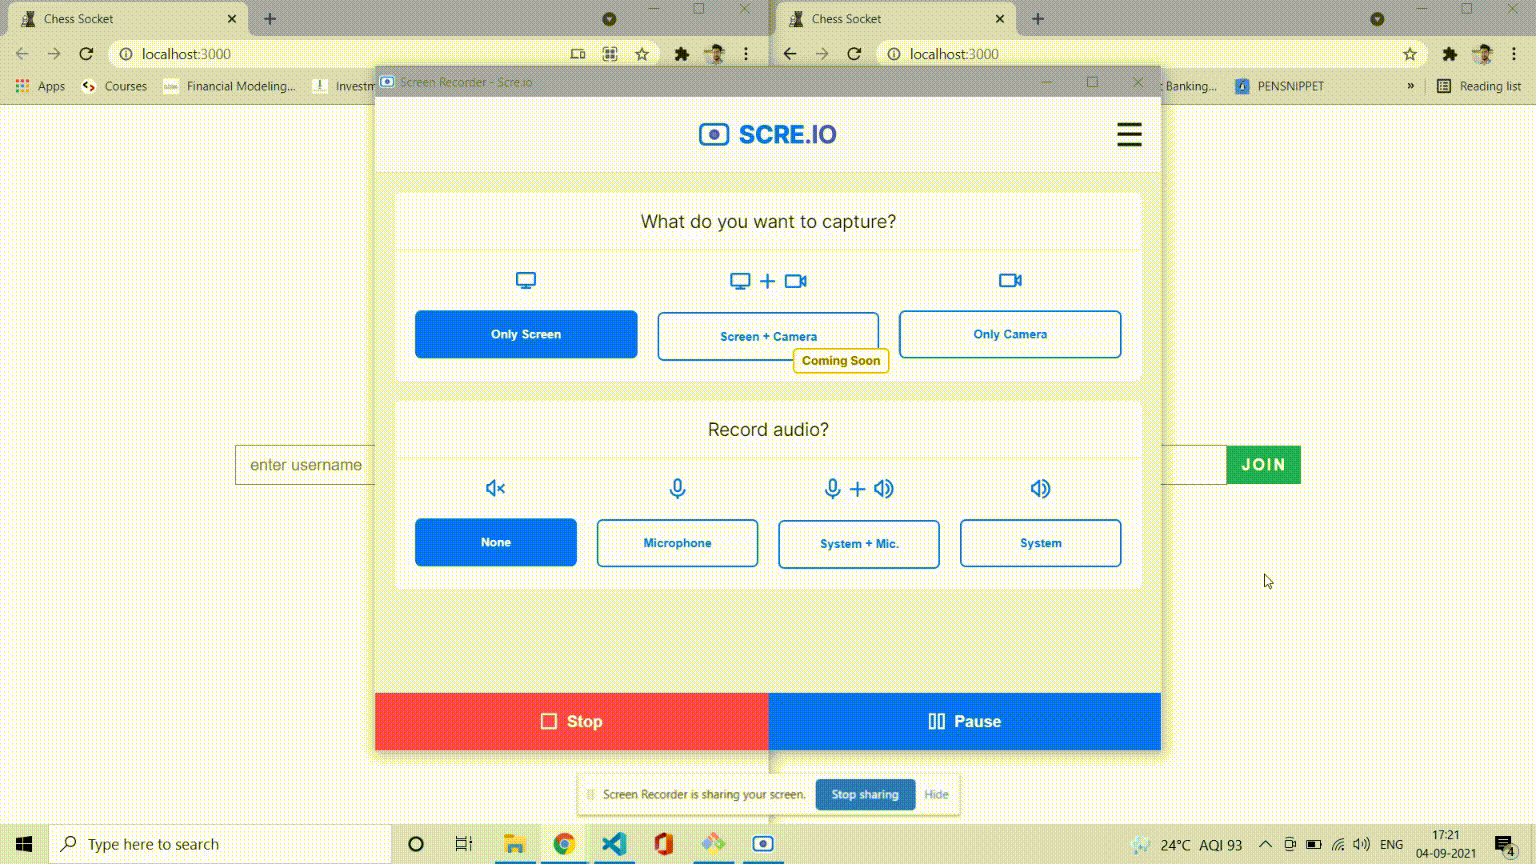 Chess Socket
Chess Socket
localhost:3000
localhost:3000
Apps
Courses
Financial Modeling...
Banking...
PENSNIPPET
»
Reading list
Screen Recorder - Scre.io
SCRE.IO
What do you want to capture?
Only Screen
Screen + Camera
Only Camera
Coming Soon
Record audio?
enter username
JOIN
None
Microphone
System + Mic.
System
Stop
Pause
Screen Recorder is sharing your screen.
Stop sharing
Hide
Type here to search
24°C AQI 93
ENG
17:21
04-09-2021
4